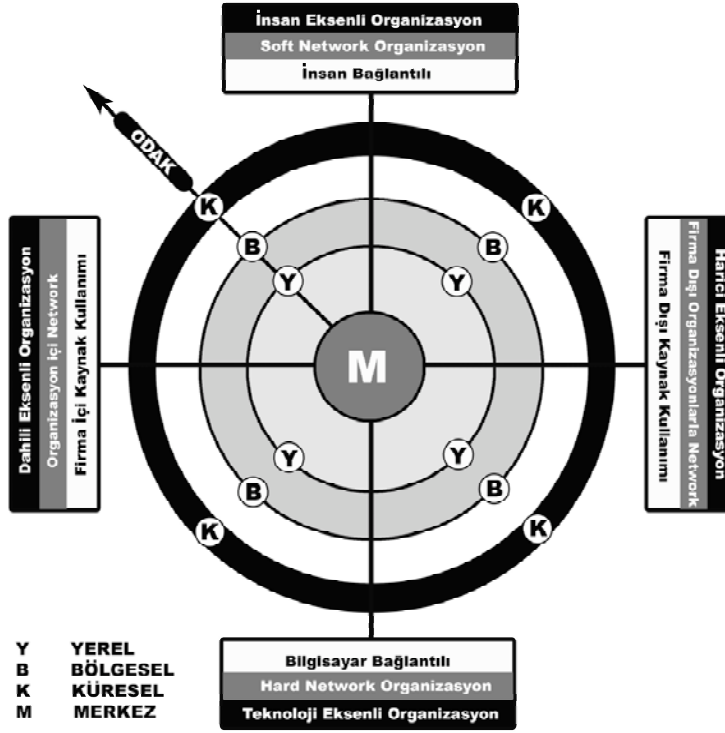 İnsan Eksenli Organizasyon
Soft Network Organizasyon
İnsan Bağlantılı
ODAK
K
K
B
B
Y
Y
Dahili Eksenli Organizasyon
Organizasyon içi Network
Firma İçi Kaynak Kullanımı
M
Firma Dışı Kaynak Kullanımı
Firma Dışı Organizasyonlarla Network
Harici Eksenli Organizasyon
Y
Y
B
B
K
K
Bilgisayar Bağlantılı
Hard Network Organizasyon
Teknoloji Eksenli Organizasyon
Y YEREL
B BÖLGESEL
K KÜRESEL
M MERKEZ